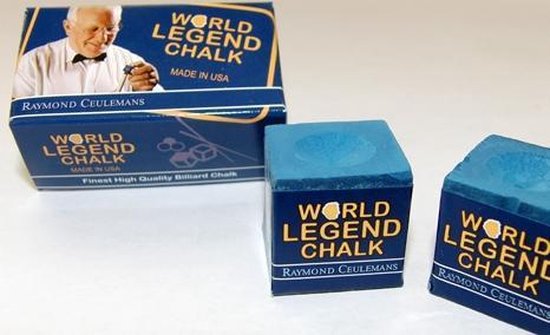 WORLD
LEGEND
CHALK
MADE IN USA
RAYMOND CEULEMANS
WORLD
LEGEND
CHALK
MADE IN USA
Finest High Quality Billiard Chalk
WORLD
LEGEND
CHALK
RAYMOND CEULEMANS
WORLD
LEGEND
CHALK
RAYMOND CEULEMANS